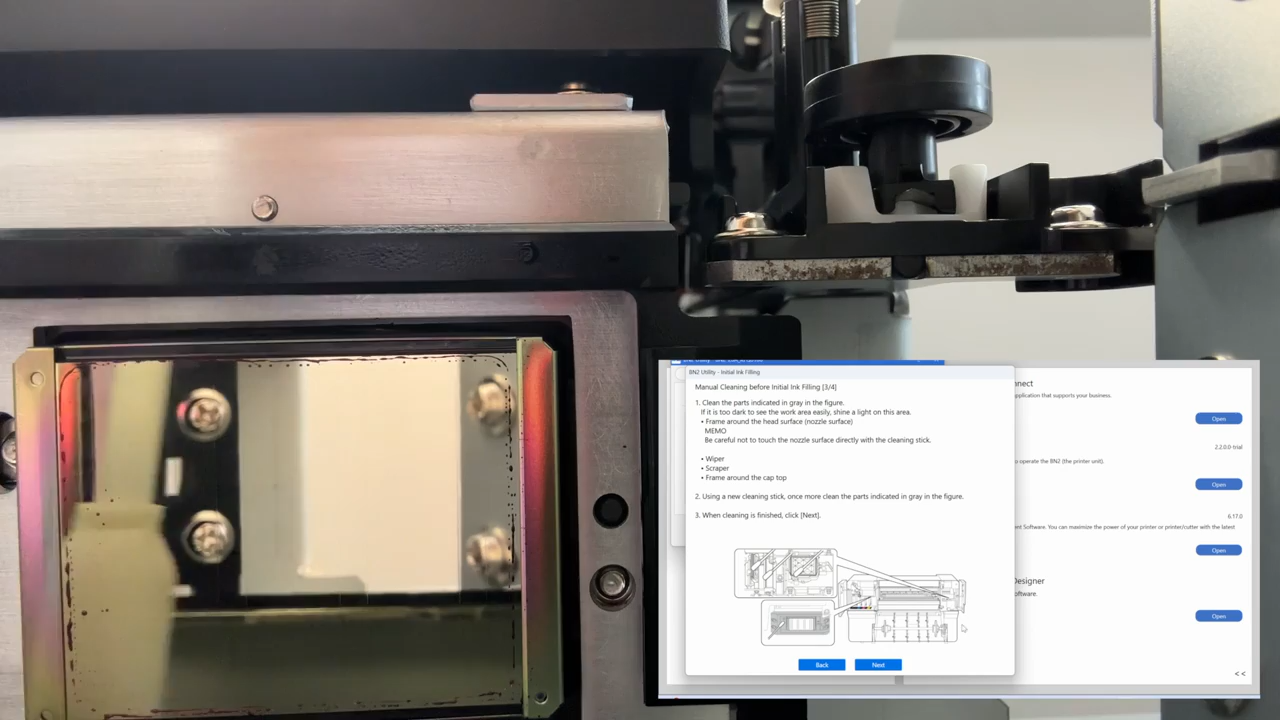 BN2 Utility - Initial Ink Filling
Manual Cleaning before Initial Ink Filling [3/4]
1. Clean the parts indicated in gray in the figure.
If it is too dark to see the work area easily, shine a light on this area.
• Frame around the head surface (nozzle surface)
MEMO
Be careful not to touch the nozzle surface directly with the cleaning stick.
• Wiper
• Scraper
• Frame around the cap top
2. Using a new cleaning stick, once more clean the parts indicated in gray in the figure.
3. When cleaning is finished, click [Next].
Back
Next
nnect
pplication that supports your business.
Open
2.2.0.0-trial
o operate the BN2 (the printer unit).
Open
6.17.0
ent Software. You can maximize the power of your printer or printer/cutter with the latest
Open
Designer
oftware.
Open
<<